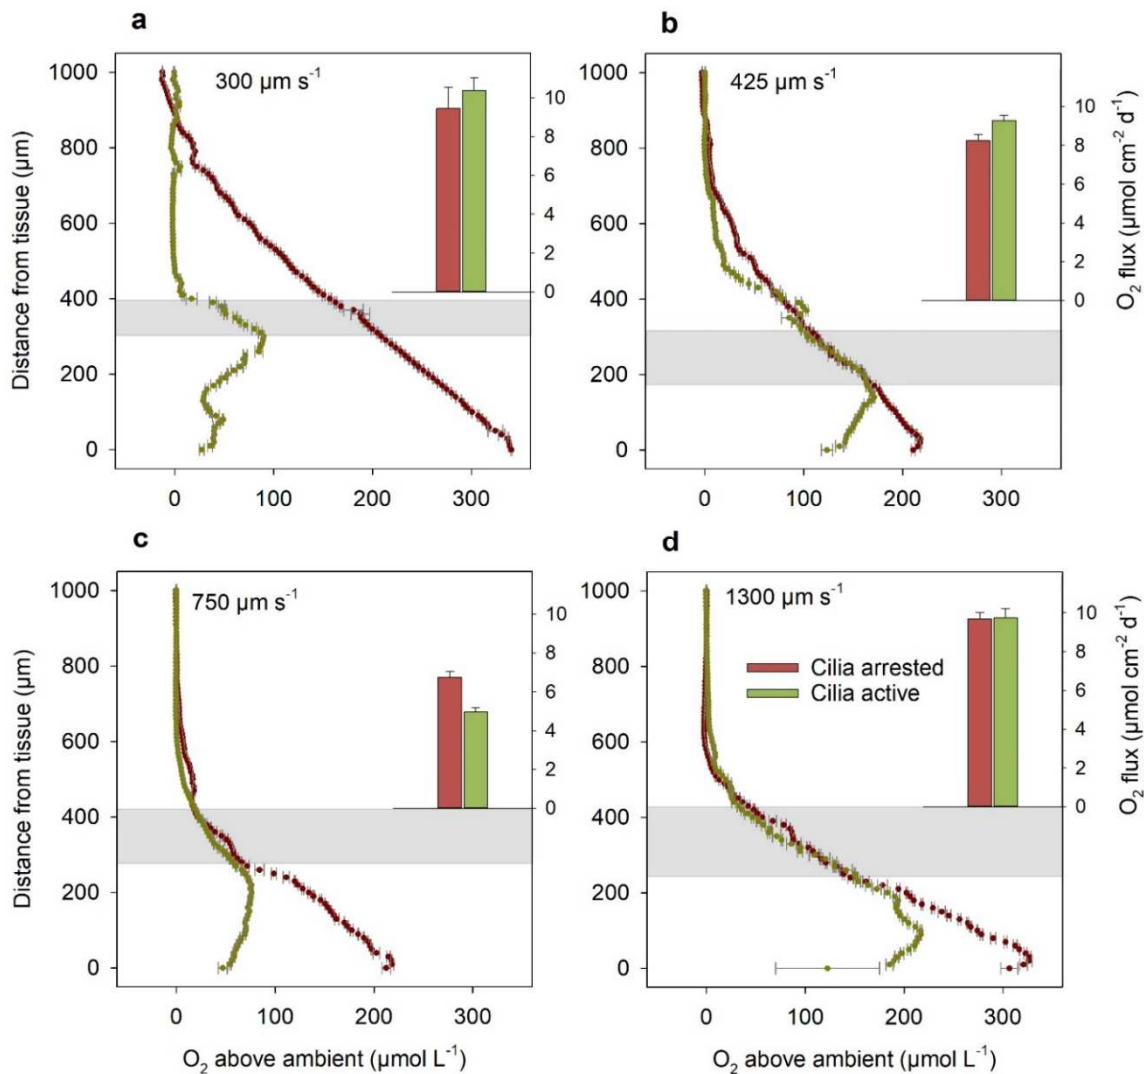 a
b
300 µm s⁻¹
425 µm s⁻¹
1000
800
600
400
200
0
10
8
6
4
2
0
10
8
6
4
2
0
1000
800
600
400
200
0
Distance from tissue (µm)
O₂ flux (µmol cm⁻² d⁻¹)
0 100 200 300
0 100 200 300
c
d
750 µm s⁻¹
1300 µm s⁻¹
Cilia arrested
Cilia active
1000
800
600
400
200
0
10
8
6
4
2
0
10
8
6
4
2
0
1000
800
600
400
200
0
Distance from tissue (µm)
O₂ flux (µmol cm⁻² d⁻¹)
0 100 200 300
0 100 200 300
O₂ above ambient (µmol L⁻¹)
O₂ above ambient (µmol L⁻¹)